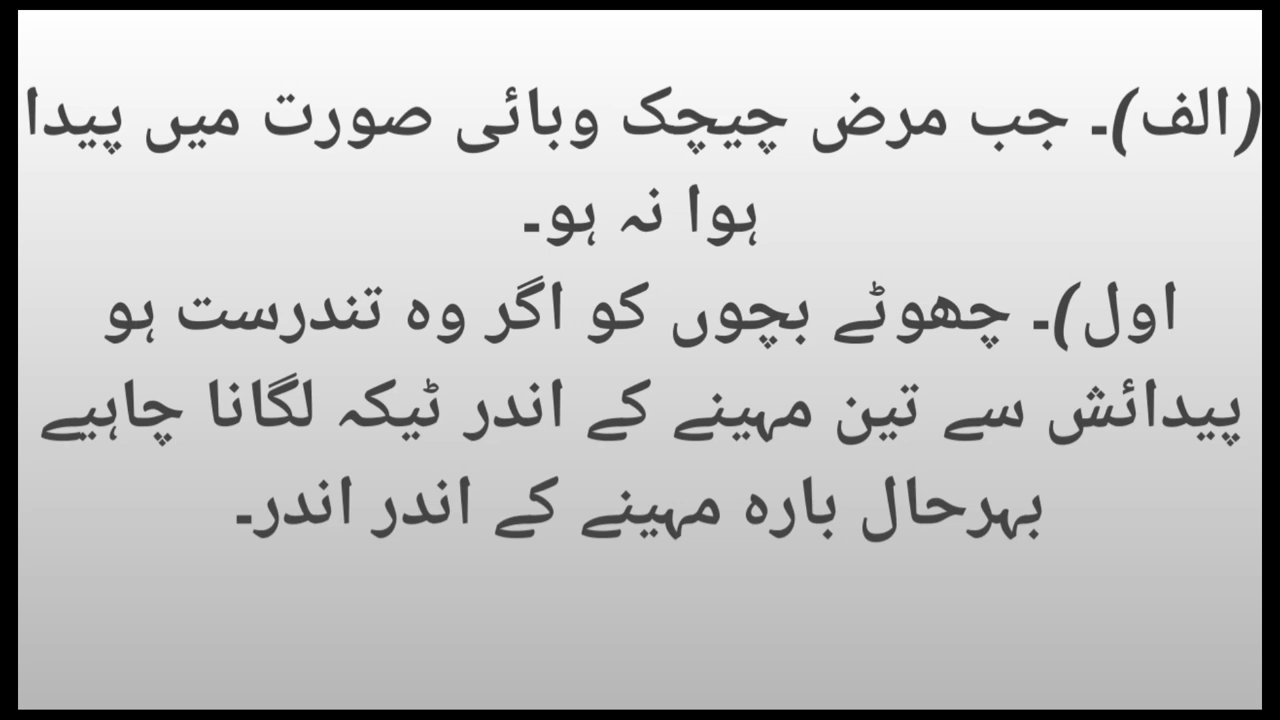 (الف)۔ جب مرض چیچک وبائی صورت میں پیدا
ہوا نہ ہو۔
اول)۔ چھوٹے بچوں کو اگر وہ تندرست ہو
پیدائش سے تین مہینے کے اندر ٹیکہ لگانا چاہیے
بہرحال بارہ مہینے کے اندر اندر۔